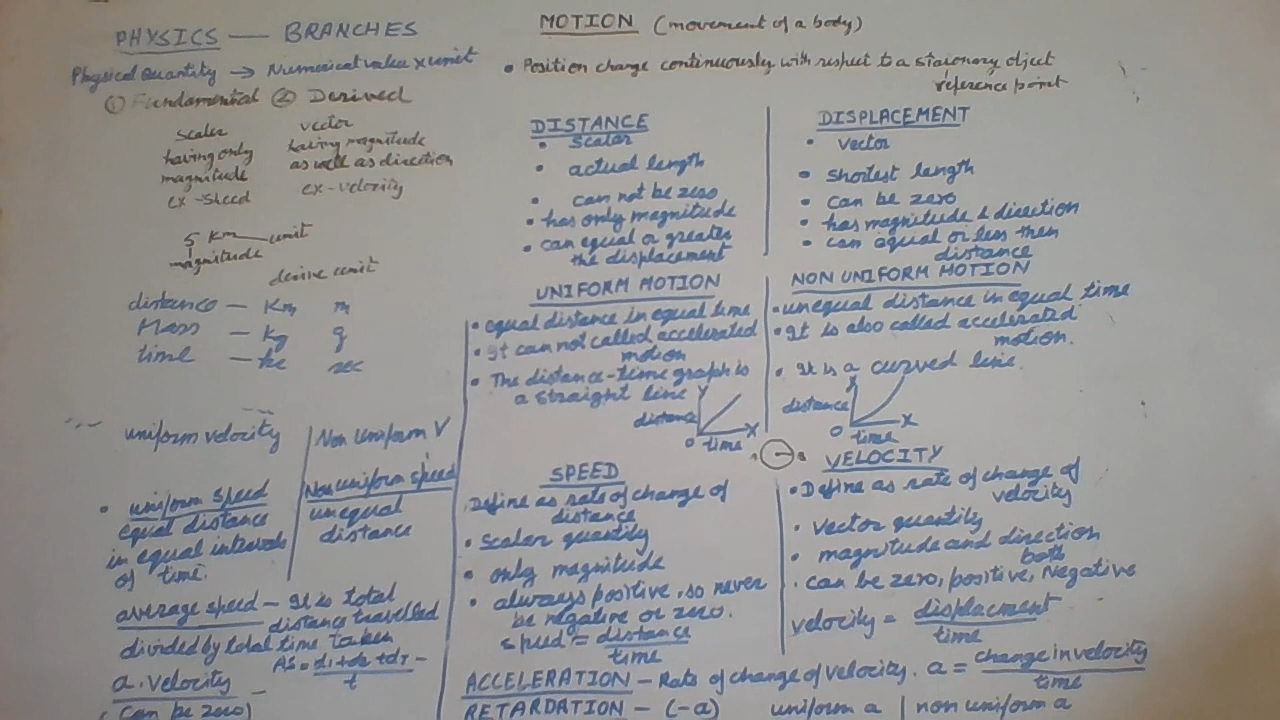 PHYSICS — BRANCHES
Physical Quantity → Numerical value x unit
① Fundamental ② Derived
scaler
having only
magnitude
ex - speed
vector
having magnitude
as well as direction
ex - velocity
5 Km — unit
magnitude
derive unit
distance — Km m
Mass — kg g
time — sec
uniform velocity
• uniform speed
equal distance
in equal intervals
of time.
Non Uniform V
Non uniform speed
unequal
distance
average speed — It is total
distance travelled
divided by total time taken
a. velocity
(can be zero)
MOTION (movement of a body)
• Position change continuously with respect to a stationary object
reference point
DISTANCE
• scalar
• actual length
• can not be zero
• has only magnitude
• can equal or greater
the displacement
DISPLACEMENT
• vector
• shortest length
• can be zero
• has magnitude & direction
• can equal or less then
distance
UNIFORM MOTION
• equal distance in equal time
• It can not called accelerated
motion
• The distance-time graph is
a straight line
Y
distance
O time X
NON UNIFORM MOTION
• unequal distance in equal time
• It is also called accelerated
motion.
• It is a curved line.
distance
O time X
SPEED
. Define as rate of change of
distance
• Scalar quantity
• only magnitude
• always positive, so never
be negative or zero.
speed = distance
time
VELOCITY
• Define as rate of change of
velocity
• vector quantity
• magnitude and direction
both
. can be zero, positive, Negative
velocity = displacment
time
ACCELERATION — Rate of change of velocity. a = change in velocity
time
RETARDATION — (-a) uniform a | non uniform a